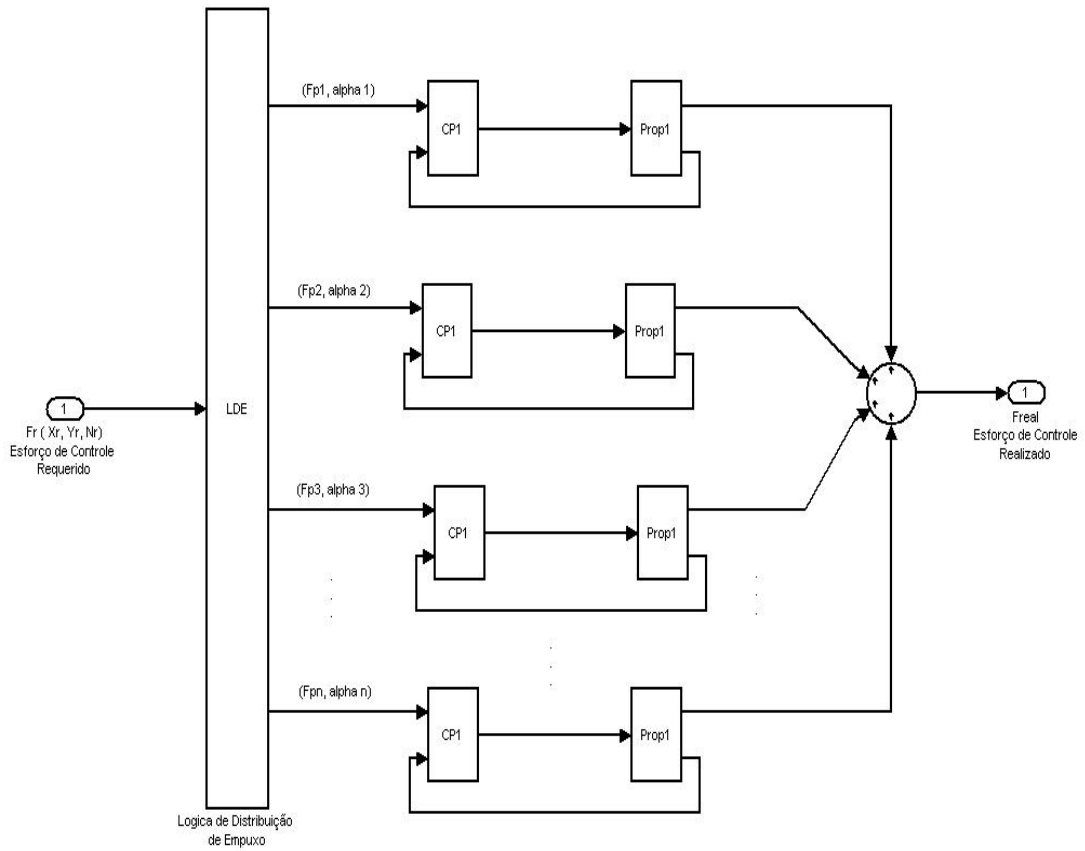 (Fp1, alpha 1)
CP1
Prop1
(Fp2, alpha 2)
CP1
Prop1
1
Fr ( Xr, Yr, Nr)
Esforço de Controle
Requerido
LDE
1
Freal
Esforço de Controle
Realizado
(Fp3, alpha 3)
CP1
Prop1
(Fpn, alpha n)
CP1
Prop1
Logica de Distribuição
de Empuxo